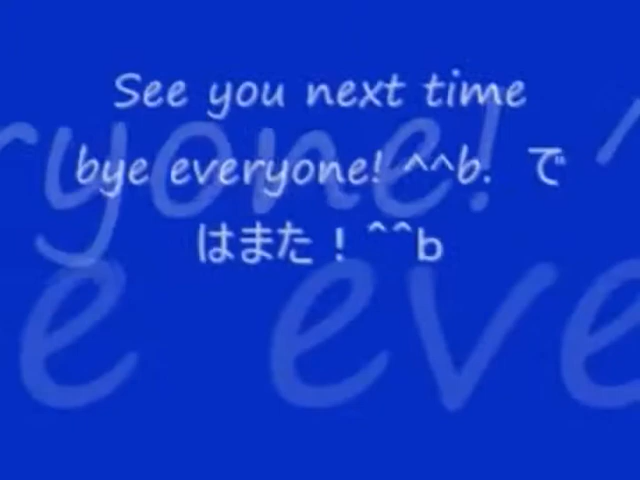 See you next time
bye everyone! ^^b. で
はまた！^^b